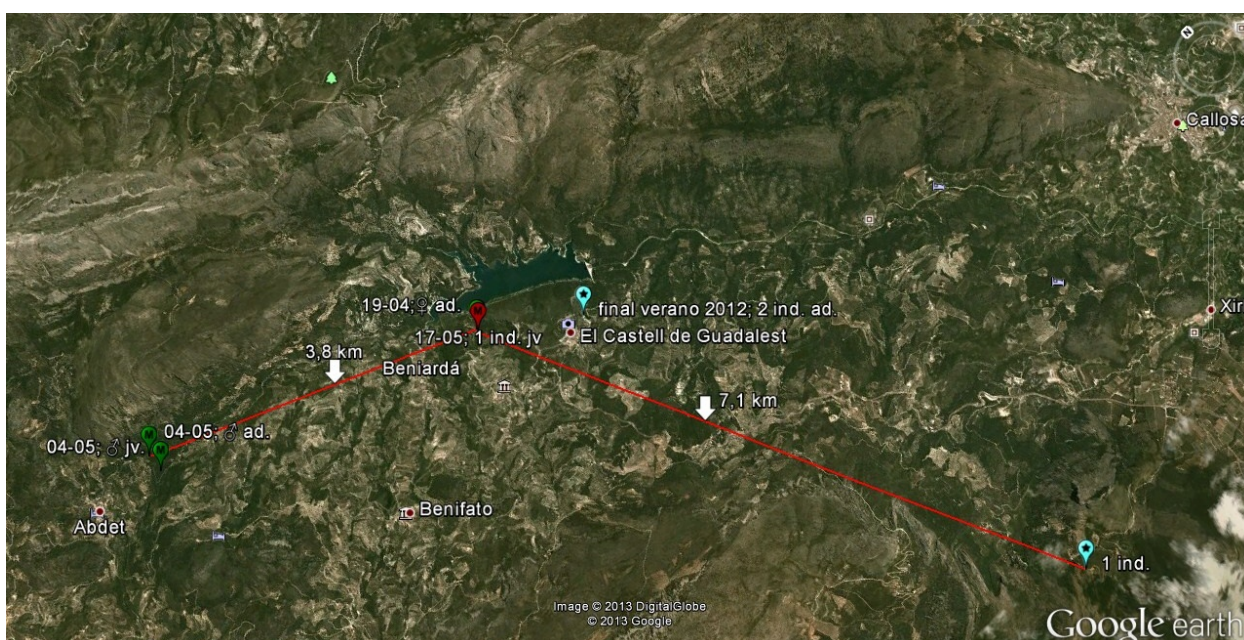 Callosa
19-04;♀ ad.
final verano 2012; 2 ind. ad.
Xir
17-05; 1 ind. jv
El Castell de Guadalest
3,8 km
Beniardá
7,1 km
04-05; ♂ ad.
04-05; ♂ jv.
Benifato
Abdet
1 ind.
Image © 2013 DigitalGlobe
© 2013 Google
Google earth